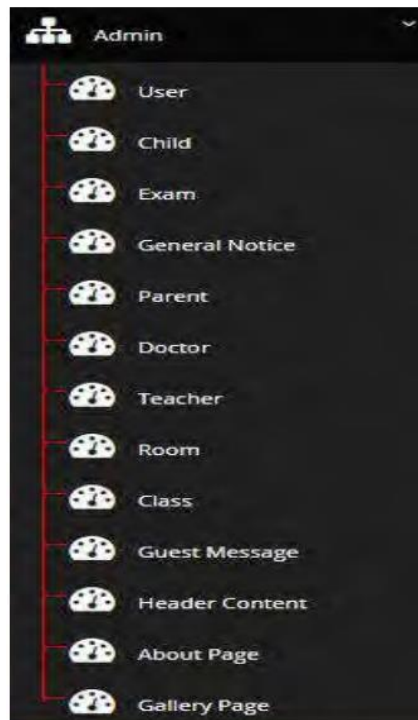 Admin
User
Child
Exam
General Notice
Parent
Doctor
Teacher
Room
Class
Guest Message
Header Content
About Page
Gallery Page